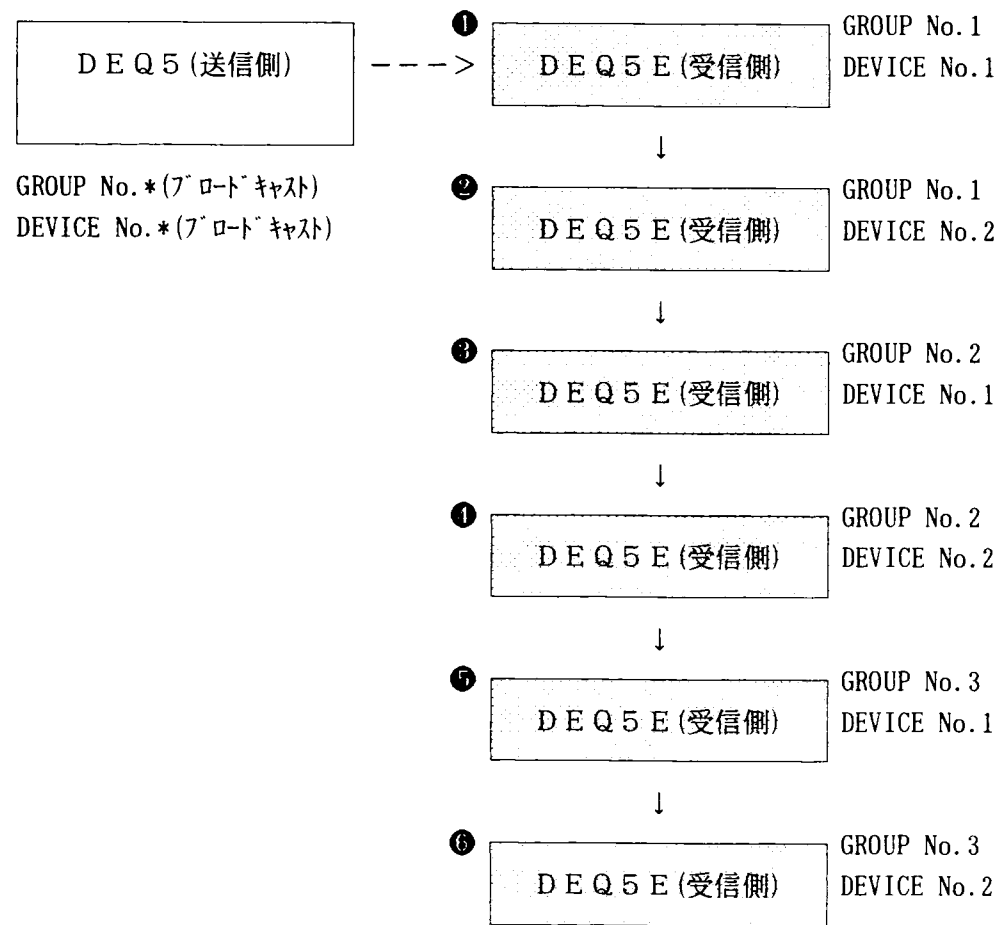 DEQ5(送信側)
--->
GROUP No.*(ブロードキャスト)
DEVICE No.*(ブロードキャスト)
❶
DEQ5E(受信側)
GROUP No.1
DEVICE No.1
↓
❷
DEQ5E(受信側)
GROUP No.1
DEVICE No.2
↓
❸
DEQ5E(受信側)
GROUP No.2
DEVICE No.1
↓
❹
DEQ5E(受信側)
GROUP No.2
DEVICE No.2
↓
❺
DEQ5E(受信側)
GROUP No.3
DEVICE No.1
↓
❻
DEQ5E(受信側)
GROUP No.3
DEVICE No.2